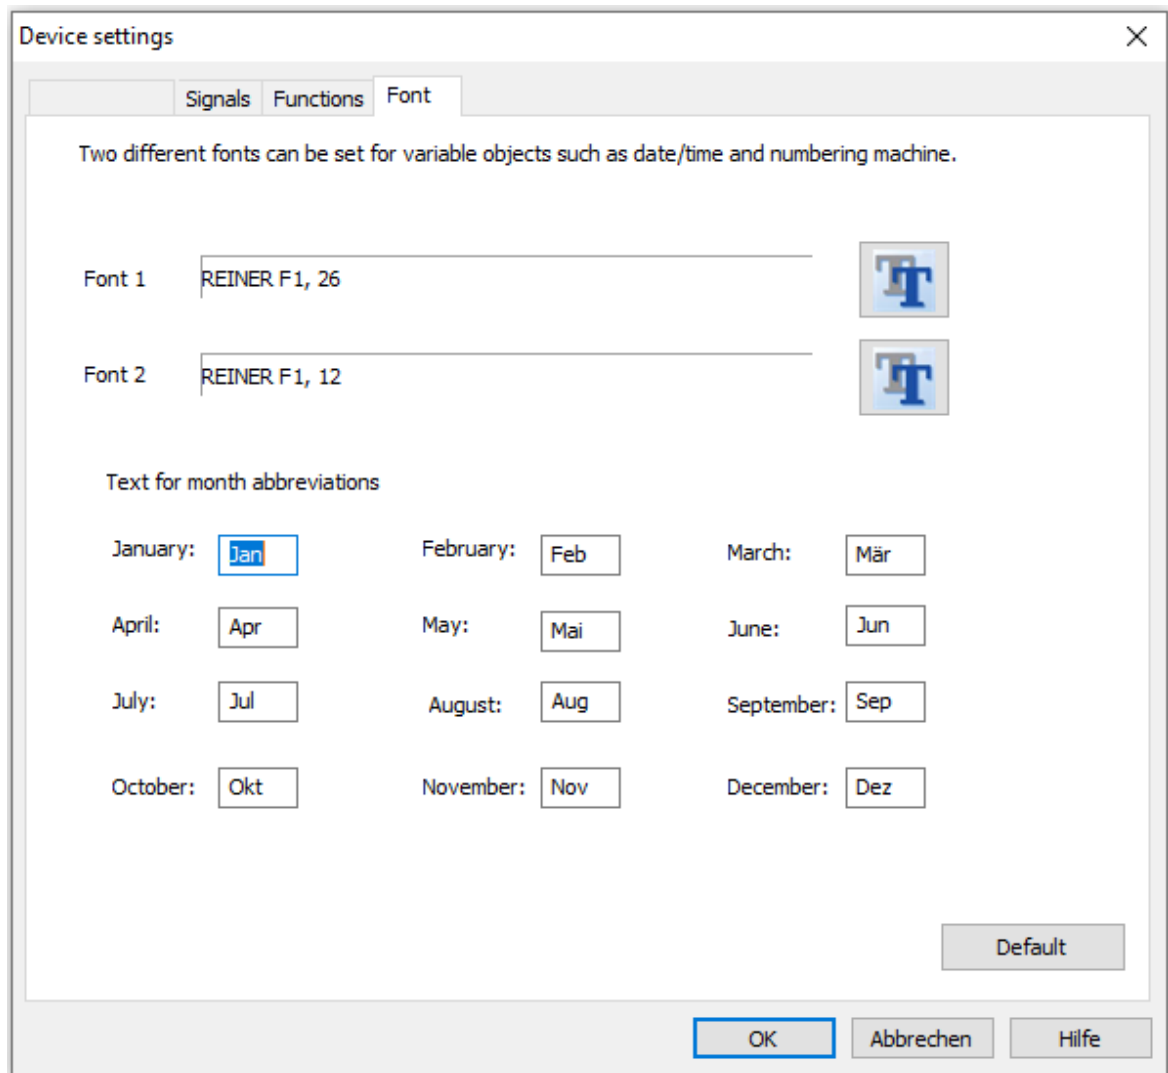 Device settings
Signals Functions Font
Two different fonts can be set for variable objects such as date/time and numbering machine.
Font 1 REINER F1, 26
Font 2 REINER F1, 12
Text for month abbreviations
January: Jan February: Feb March: Mär
April: Apr May: Mai June: Jun
July: Jul August: Aug September: Sep
October: Okt November: Nov December: Dez
Default
OK Abbrechen Hilfe